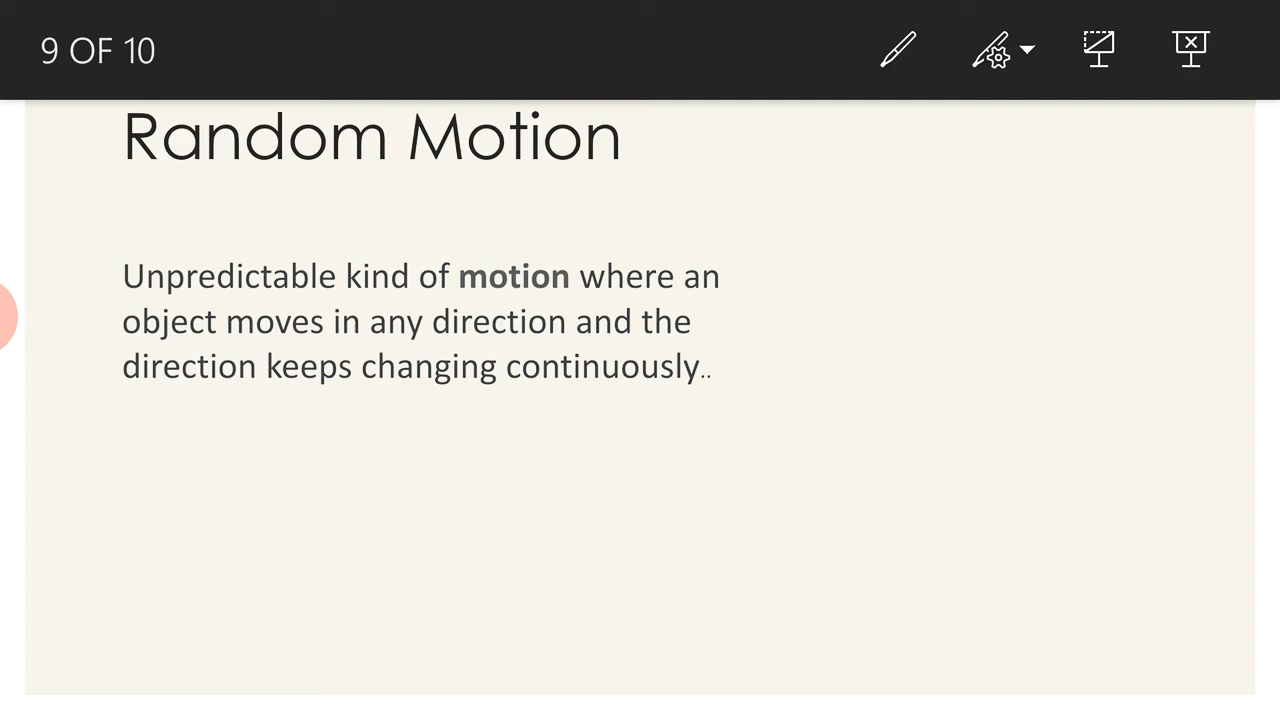 9 OF 10
Random Motion
Unpredictable kind of motion where an
object moves in any direction and the
direction keeps changing continuously..